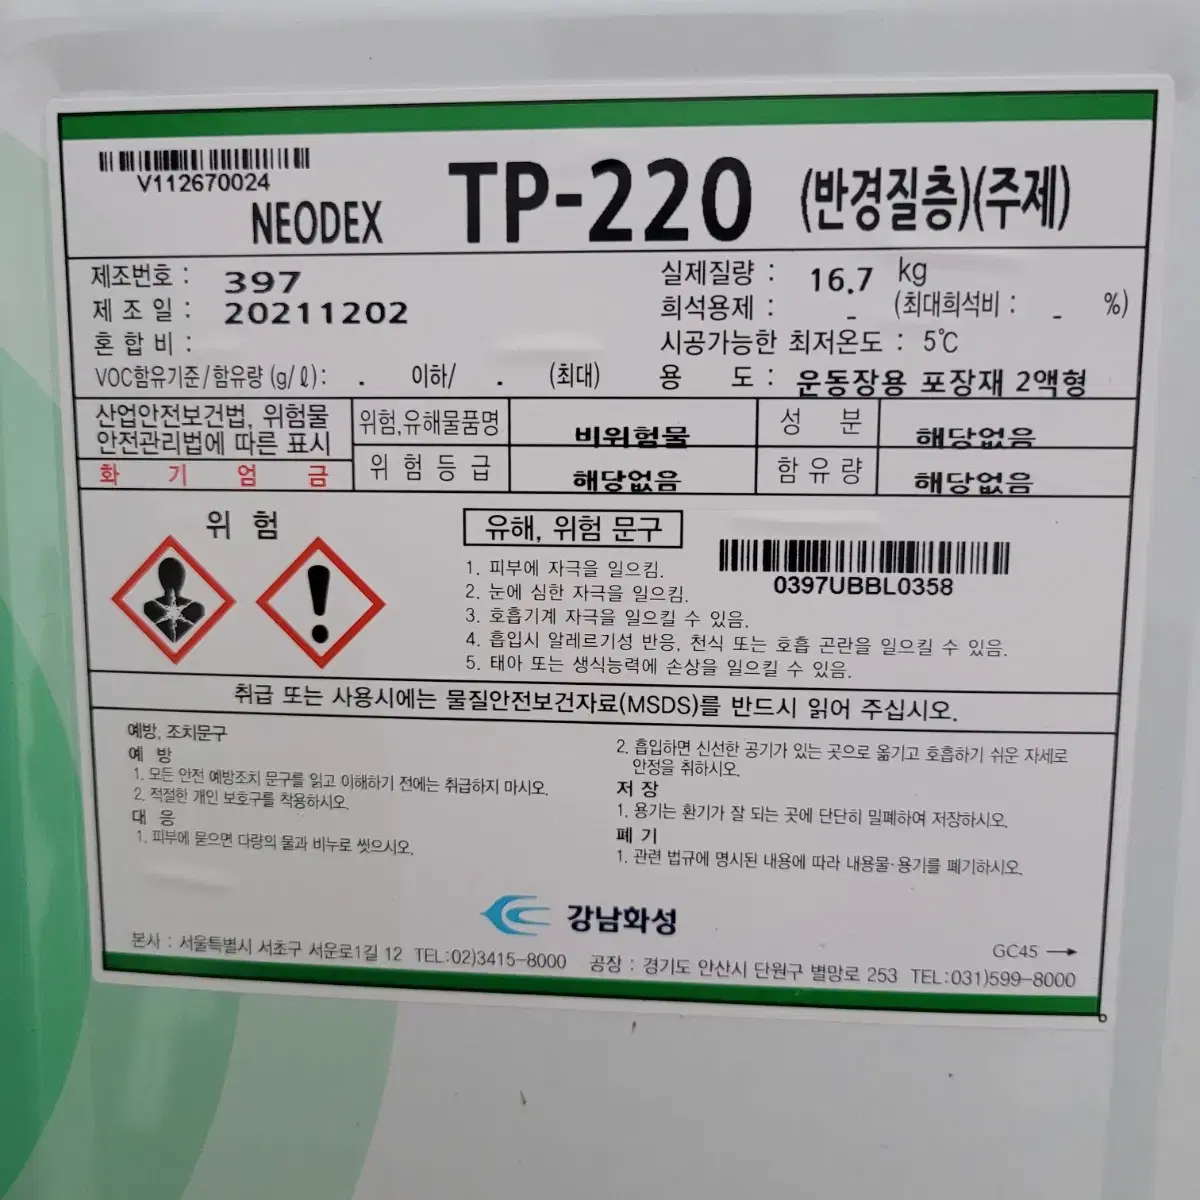 V112670024
NEODEX TP-220 (반경질층)(주제)
제조번호 : 397
제 조 일 : 20211202
혼 합 비 :
VOC함유기준/함유량 (g/ℓ): . 이하/ . (최대)
실제질량 : 16.7 kg
희석용제 : - (최대희석비 : - %)
시공가능한 최저온도 : 5℃
용 도 : 운동장용 포장재 2액형
산업안전보건법, 위험물
안전관리법에 따른 표시
화 기 엄 금
위험,유해물품명 비위험물 성 분 해당없음
위 험 등 급 해당없음 함 유 량 해당없음
위 험
유해, 위험 문구
0397UBBL0358
1. 피부에 자극을 일으킴.
2. 눈에 심한 자극을 일으킴.
3. 호흡기계 자극을 일으킬 수 있음.
4. 흡입시 알레르기성 반응, 천식 또는 호흡 곤란을 일으킬 수 있음.
5. 태아 또는 생식능력에 손상을 일으킬 수 있음.
취급 또는 사용시에는 물질안전보건자료(MSDS)를 반드시 읽어 주십시오.
예방, 조치문구
예 방
1. 모든 안전 예방조치 문구를 읽고 이해하기 전에는 취급하지 마시오.
2. 적절한 개인 보호구를 착용하시오.
대 응
1. 피부에 묻으면 다량의 물과 비누로 씻으시오.
2. 흡입하면 신선한 공기가 있는 곳으로 옮기고 호흡하기 쉬운 자세로
안정을 취하시오.
저 장
1. 용기는 환기가 잘 되는 곳에 단단히 밀폐하여 저장하시오.
폐 기
1. 관련 법규에 명시된 내용에 따라 내용물·용기를 폐기하시오.
강남화성
GC45 →
본사 : 서울특별시 서초구 서운로1길 12 TEL:02)3415-8000 공장 : 경기도 안산시 단원구 별망로 253 TEL:031)599-8000